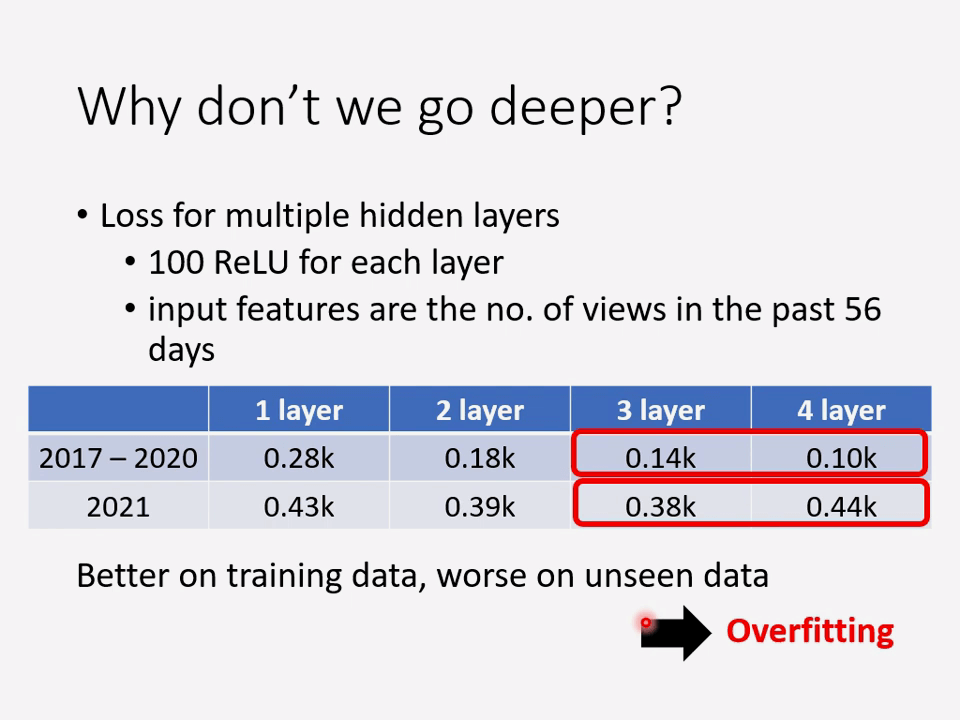 Why don't we go deeper?
• Loss for multiple hidden layers
• 100 ReLU for each layer
• input features are the no. of views in the past 56
days
1 layer 2 layer 3 layer 4 layer
2017 – 2020 0.28k 0.18k 0.14k 0.10k
2021 0.43k 0.39k 0.38k 0.44k
Better on training data, worse on unseen data
Overfitting